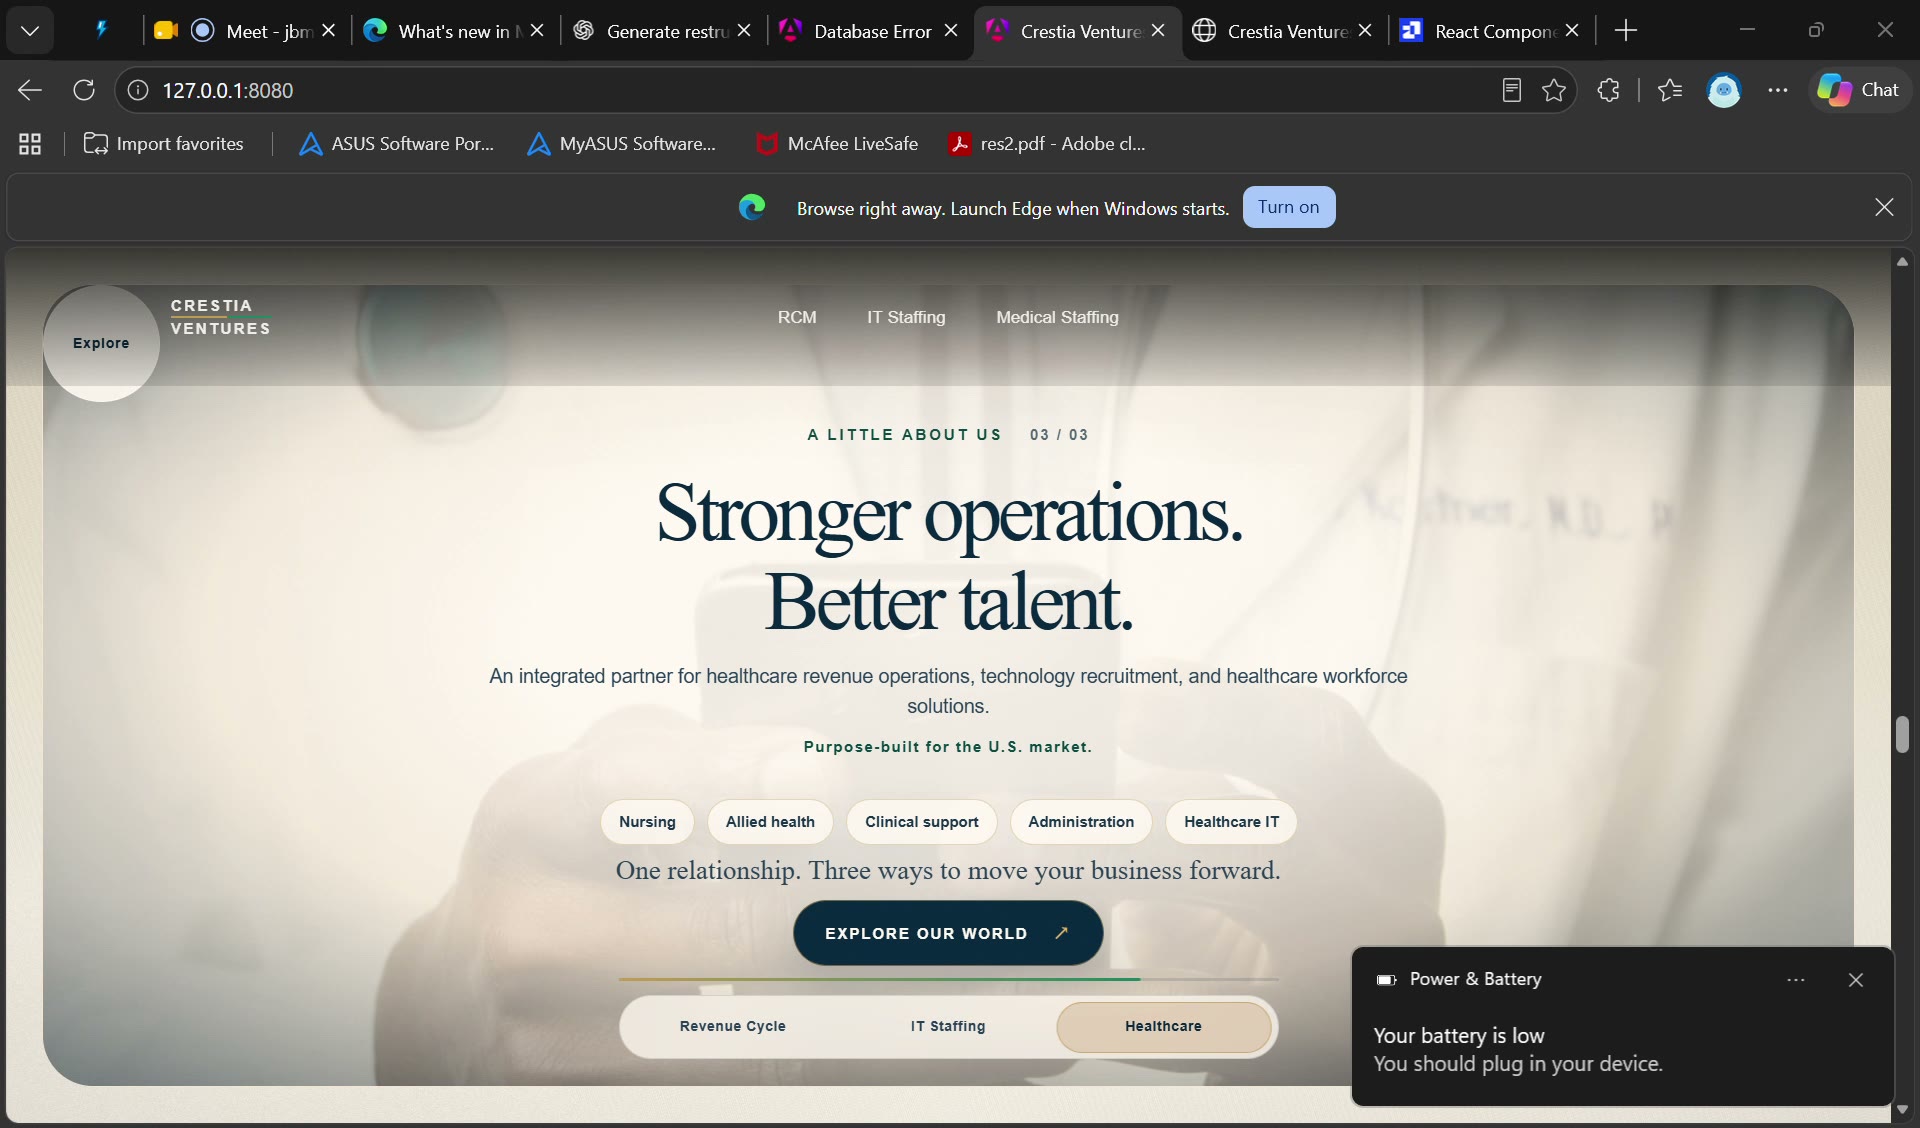 Meet - jbm
What's new in
Generate restru
Database Error
Crestia Venture
Crestia Venture
React Compon
127.0.0.1:8080
Chat
Import favorites
ASUS Software Por...
MyASUS Software...
McAfee LiveSafe
res2.pdf - Adobe cl...
Browse right away. Launch Edge when Windows starts.
Turn on
Explore
CRESTIA
VENTURES
RCM
IT Staffing
Medical Staffing
A LITTLE ABOUT US 03 / 03
Stronger operations.
Better talent.
An integrated partner for healthcare revenue operations, technology recruitment, and healthcare workforce
solutions.
Purpose-built for the U.S. market.
Nursing
Allied health
Clinical support
Administration
Healthcare IT
One relationship. Three ways to move your business forward.
EXPLORE OUR WORLD
Revenue Cycle
IT Staffing
Healthcare
Power & Battery
Your battery is low
You should plug in your device.